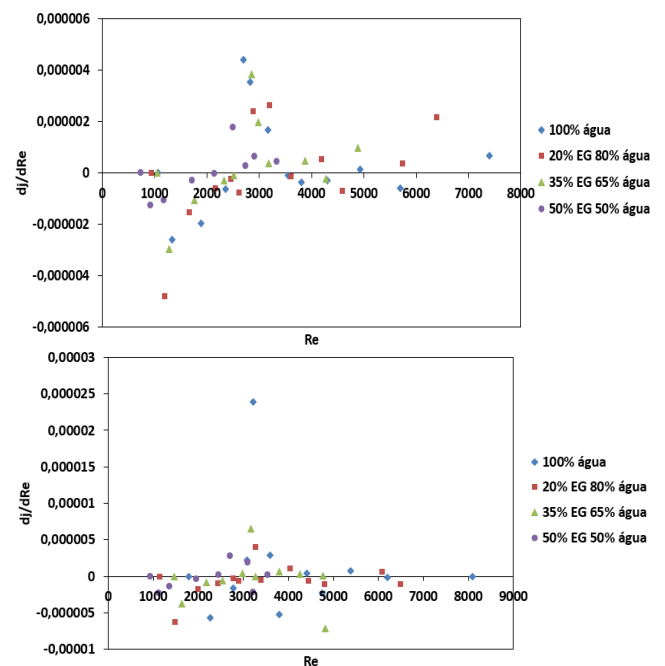 0,000006
0,000004
0,000002
0
-0,000002
-0,000004
-0,000006
dj/dRe
0 1000 2000 3000 4000 5000 6000 7000 8000
Re
100% água
20% EG 80% água
35% EG 65% água
50% EG 50% água
0,00003
0,000025
0,00002
0,000015
0,00001
0,000005
0
-0,000005
-0,00001
dj/dRe
0 1000 2000 3000 4000 5000 6000 7000 8000 9000
Re
100% água
20% EG 80% água
35% EG 65% água
50% EG 50% água